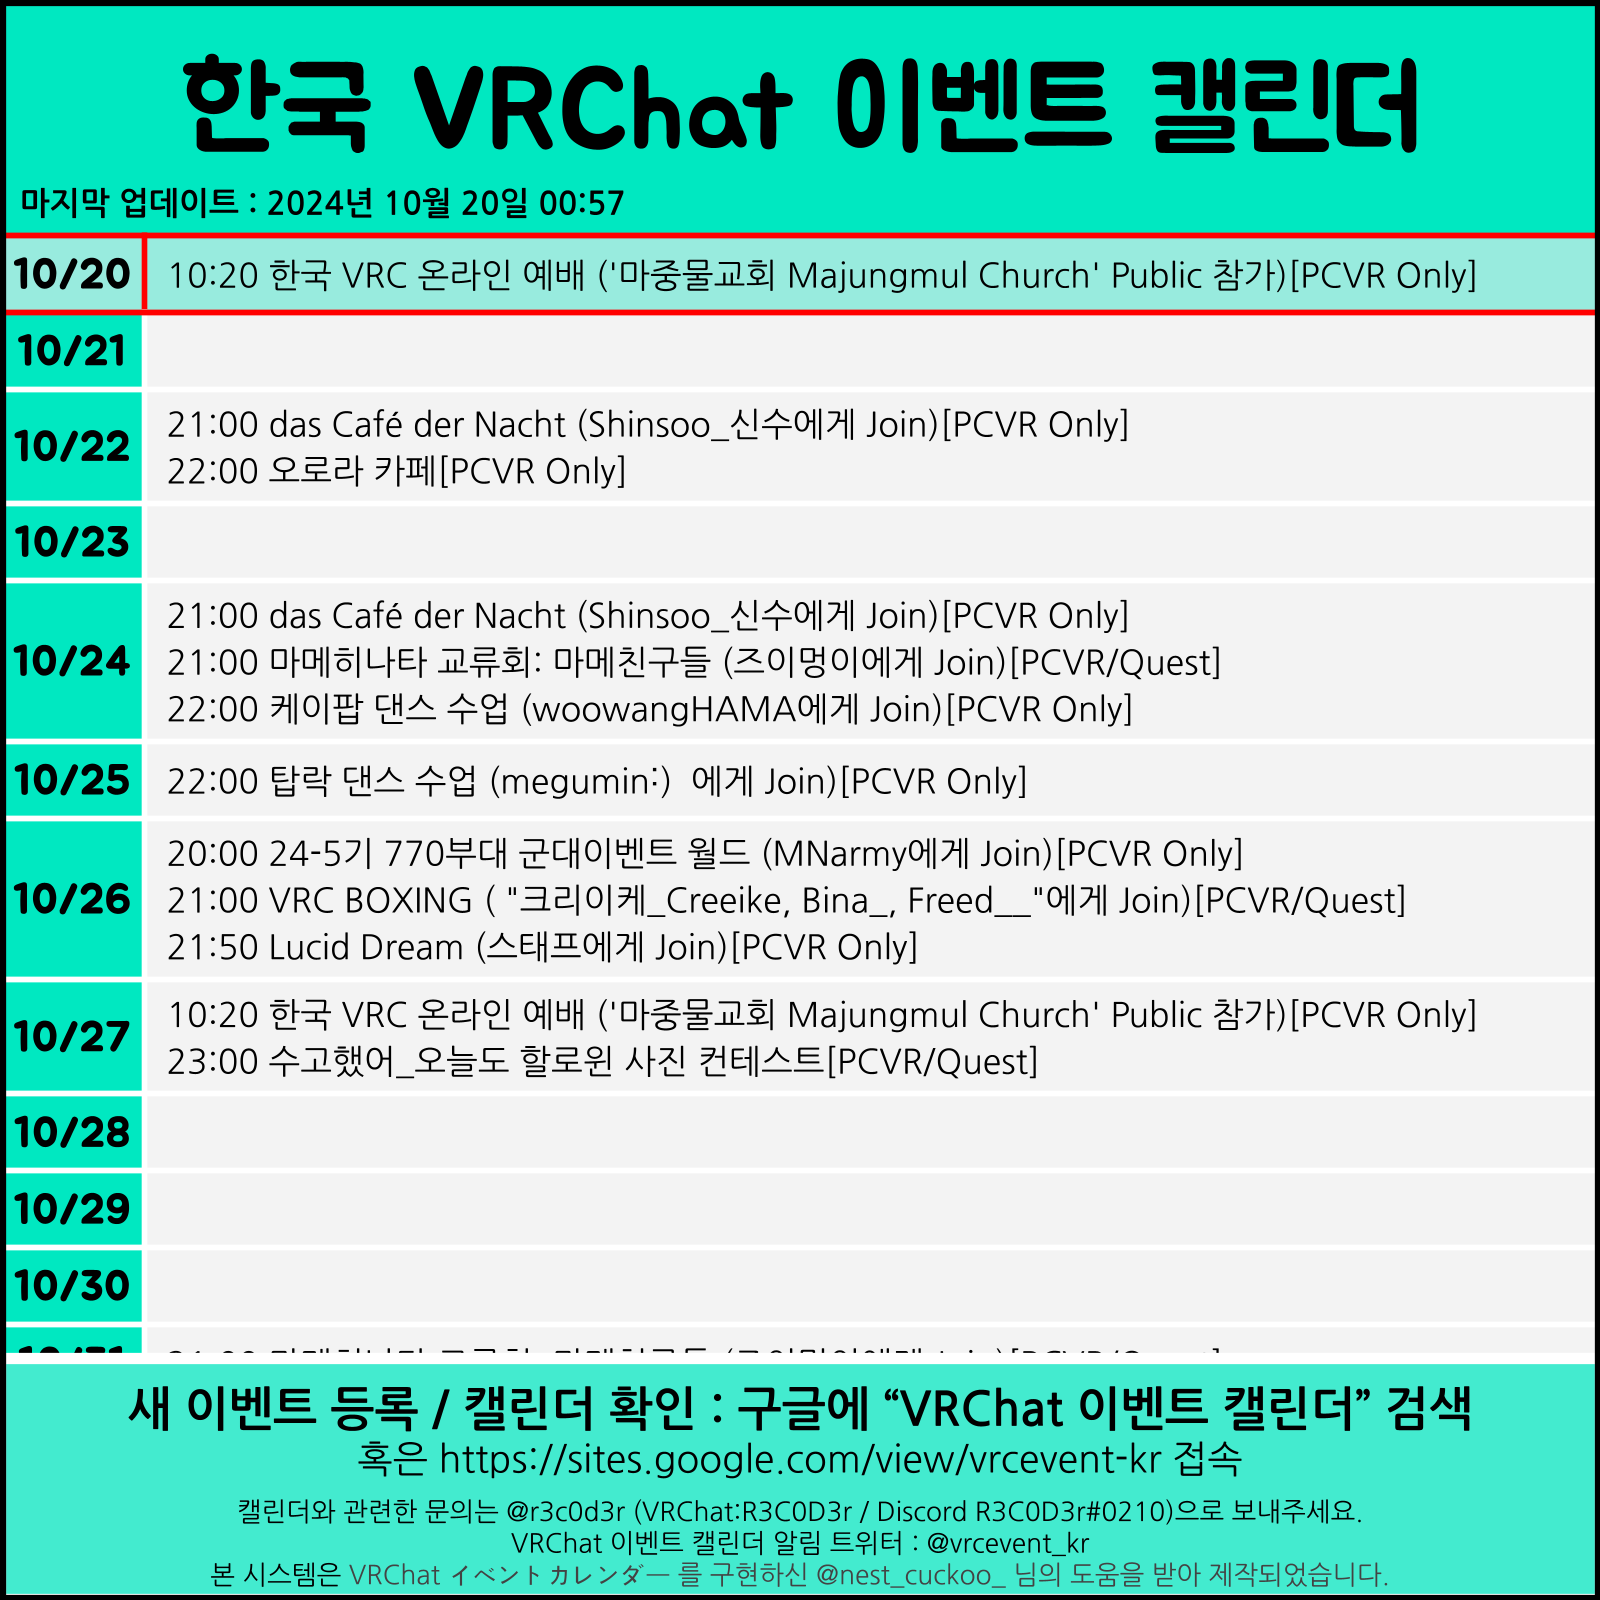 한국 VRChat 이벤트 캘린더
마지막 업데이트 : 2024년 10월 20일 00:57
10/20 10:20 한국 VRC 온라인 예배 ('마중물교회 Majungmul Church' Public 참가)[PCVR Only]
10/21
10/22
21:00 das Café der Nacht (Shinsoo_신수에게 Join)[PCVR Only]
22:00 오로라 카페[PCVR Only]
10/23
10/24
21:00 das Café der Nacht (Shinsoo_신수에게 Join)[PCVR Only]
21:00 마메히나타 교류회: 마메친구들 (즈이멍이에게 Join)[PCVR/Quest]
22:00 케이팝 댄스 수업 (woowangHAMA에게 Join)[PCVR Only]
10/25 22:00 탑락 댄스 수업 (megumin:)  에게 Join)[PCVR Only]
10/26
20:00 24-5기 770부대 군대이벤트 월드 (MNarmy에게 Join)[PCVR Only]
21:00 VRC BOXING ( "크리이케_Creeike, Bina_, Freed__"에게 Join)[PCVR/Quest]
21:50 Lucid Dream (스태프에게 Join)[PCVR Only]
10/27
10:20 한국 VRC 온라인 예배 ('마중물교회 Majungmul Church' Public 참가)[PCVR Only]
23:00 수고했어_오늘도 할로윈 사진 컨테스트[PCVR/Quest]
10/28
10/29
10/30
새 이벤트 등록 / 캘린더 확인 : 구글에 “VRChat 이벤트 캘린더” 검색
혹은 https://sites.google.com/view/vrcevent-kr 접속
캘린더와 관련한 문의는 @r3c0d3r (VRChat:R3C0D3r / Discord R3C0D3r#0210)으로 보내주세요.
VRChat 이벤트 캘린더 알림 트위터 : @vrcevent_kr
본 시스템은 VRChat イベントカレンダー 를 구현하신 @nest_cuckoo_ 님의 도움을 받아 제작되었습니다.